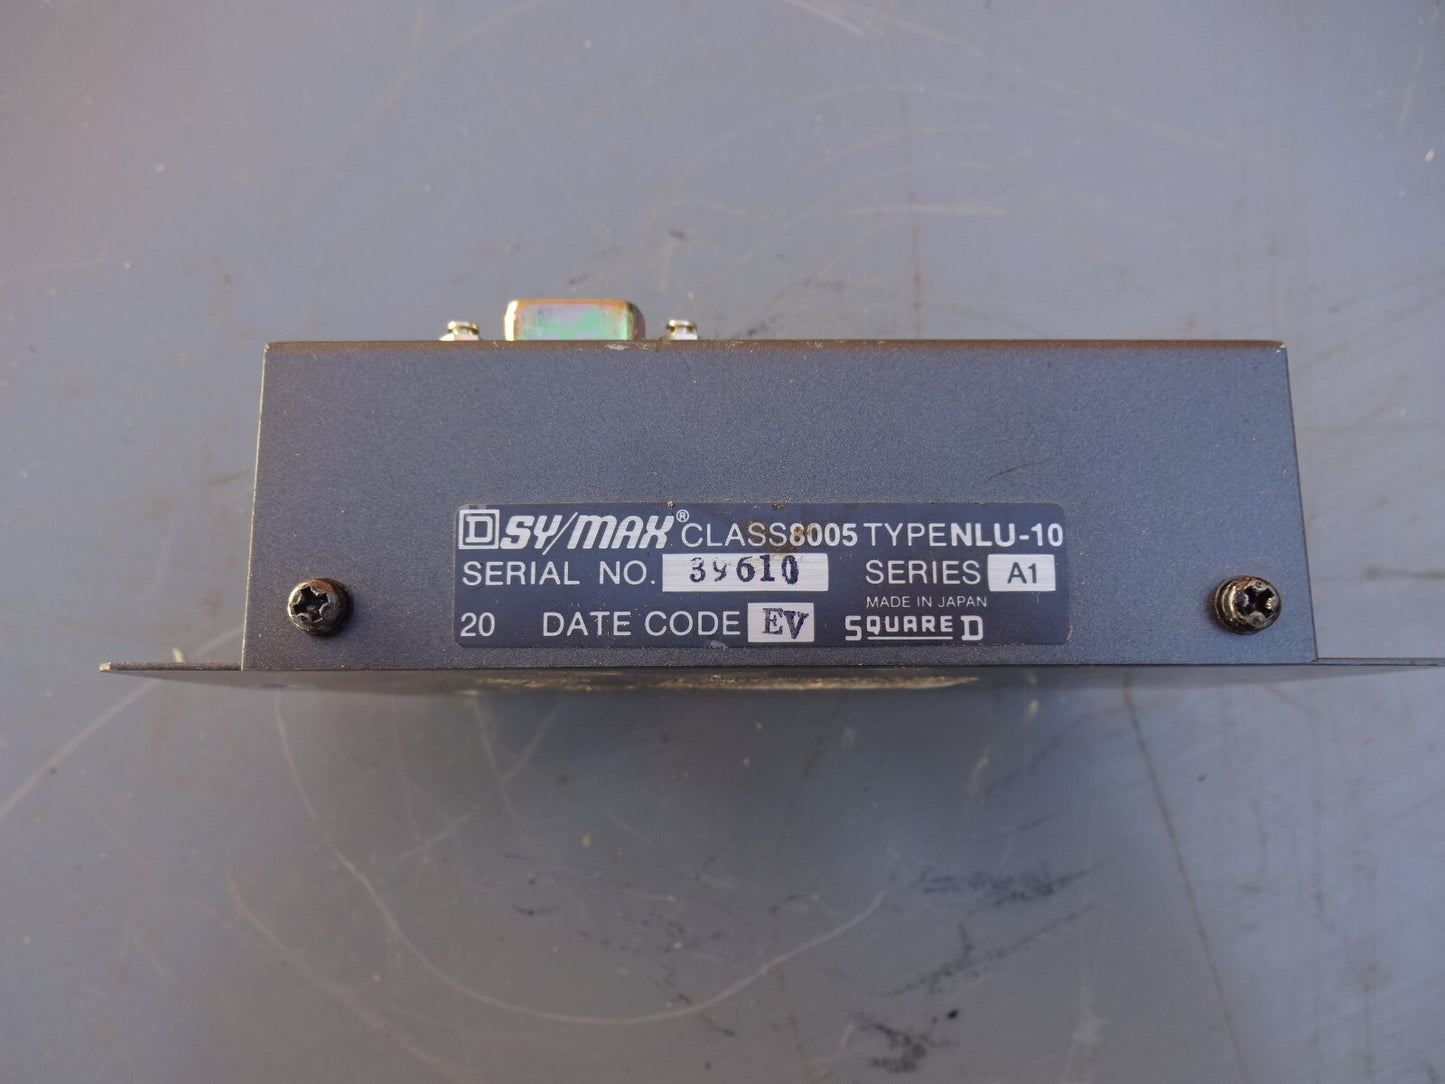 D SY/MAX® CLASS 8005 TYPE NLU-10
SERIAL NO. 39610 SERIES A1
MADE IN JAPAN
20 DATE CODE EV SQUARE D